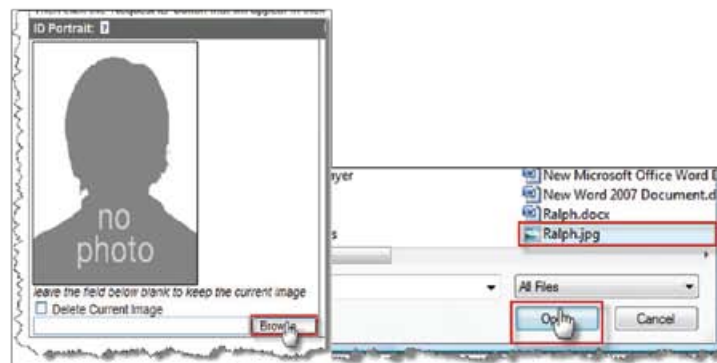 ID Portrait: ?
no
photo
leave the field below blank to keep the current image
Delete Current Image
Browse
yer
New Microsoft Office Word D
New Word 2007 Document.d
Ralph.docx
s
Ralph.jpg
All Files
Open
Cancel